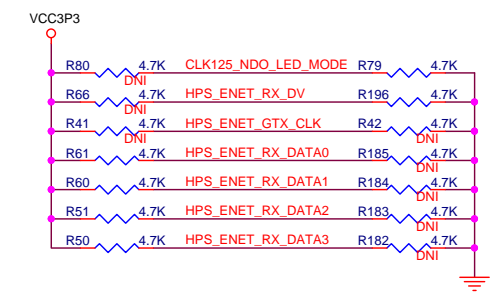 VCC3P3
R80 4.7K CLK125_NDO_LED_MODE R79 4.7K
DNI
R66 4.7K HPS_ENET_RX_DV R196 4.7K
DNI
R41 4.7K HPS_ENET_GTX_CLK R42 4.7K
DNI DNI
R61 4.7K HPS_ENET_RX_DATA0 R185 4.7K
DNI
R60 4.7K HPS_ENET_RX_DATA1 R184 4.7K
DNI
R51 4.7K HPS_ENET_RX_DATA2 R183 4.7K
DNI
R50 4.7K HPS_ENET_RX_DATA3 R182 4.7K
DNI